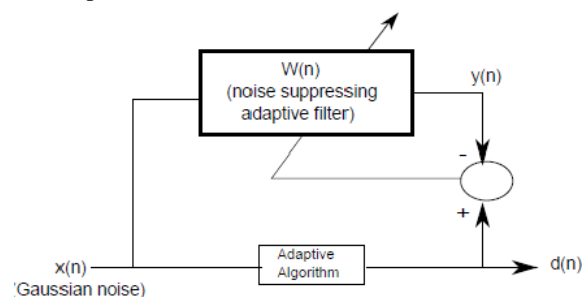 W(n)
(noise suppressing
adaptive filter)
y(n)
-
+
x(n)
(Gaussian noise)
Adaptive
Algorithm
d(n)